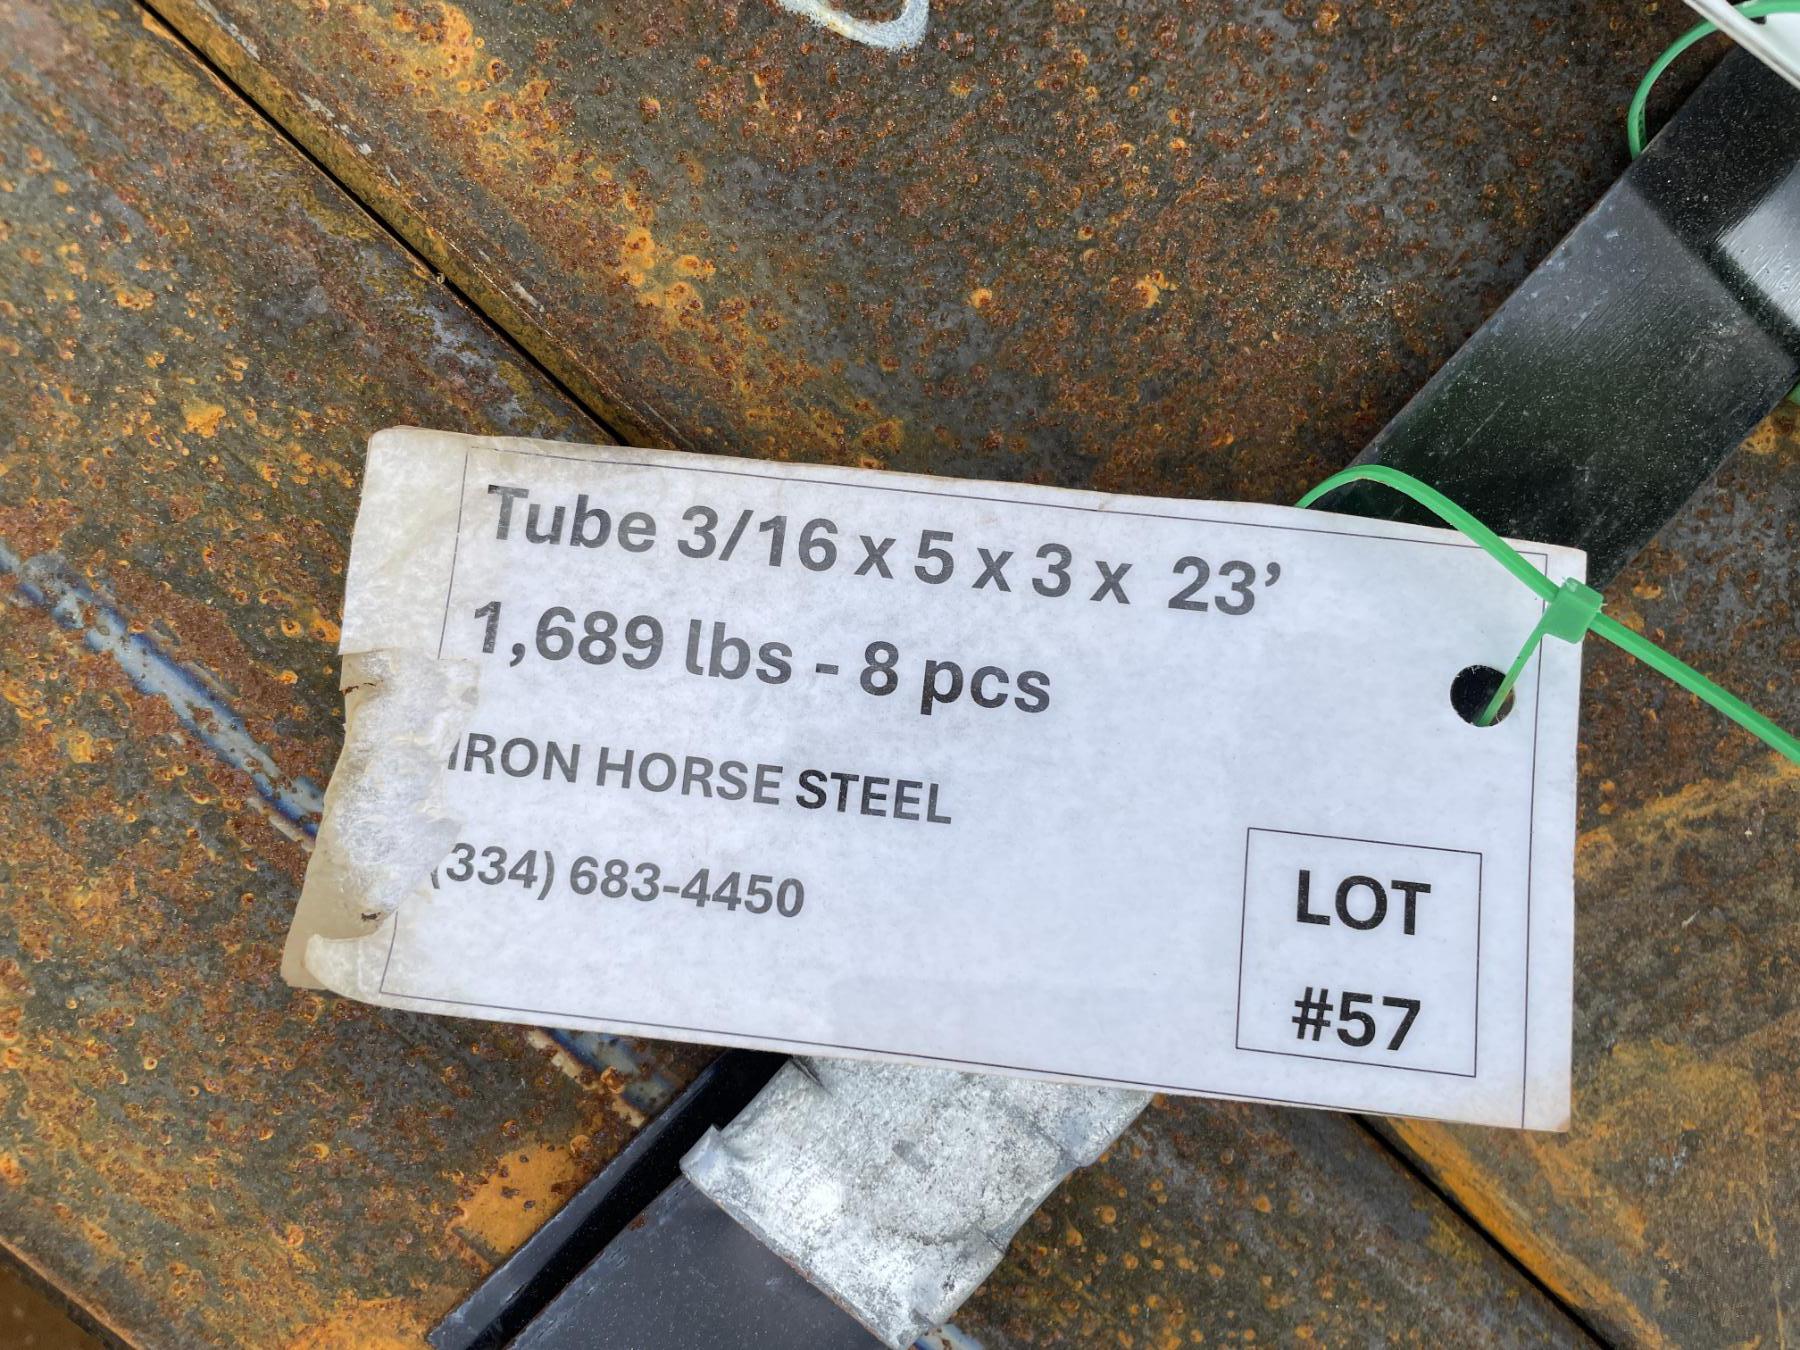 Tube 3/16 x 5 x 3 x 23’
1,689 lbs - 8 pcs
IRON HORSE STEEL
(334) 683-4450
LOT
#57